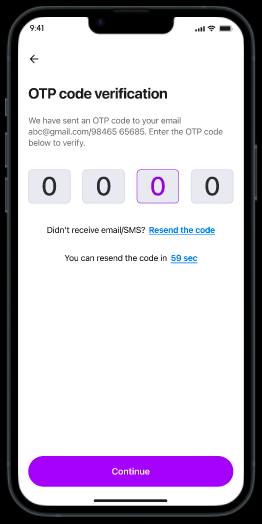 9:41
OTP code verification
We have sent an OTP code to your email
abc@gmail.com/98465 65685. Enter the OTP code
below to verify.
0 0 0 0
Didn't receive email/SMS? Resend the code
You can resend the code in 59 sec
Continue